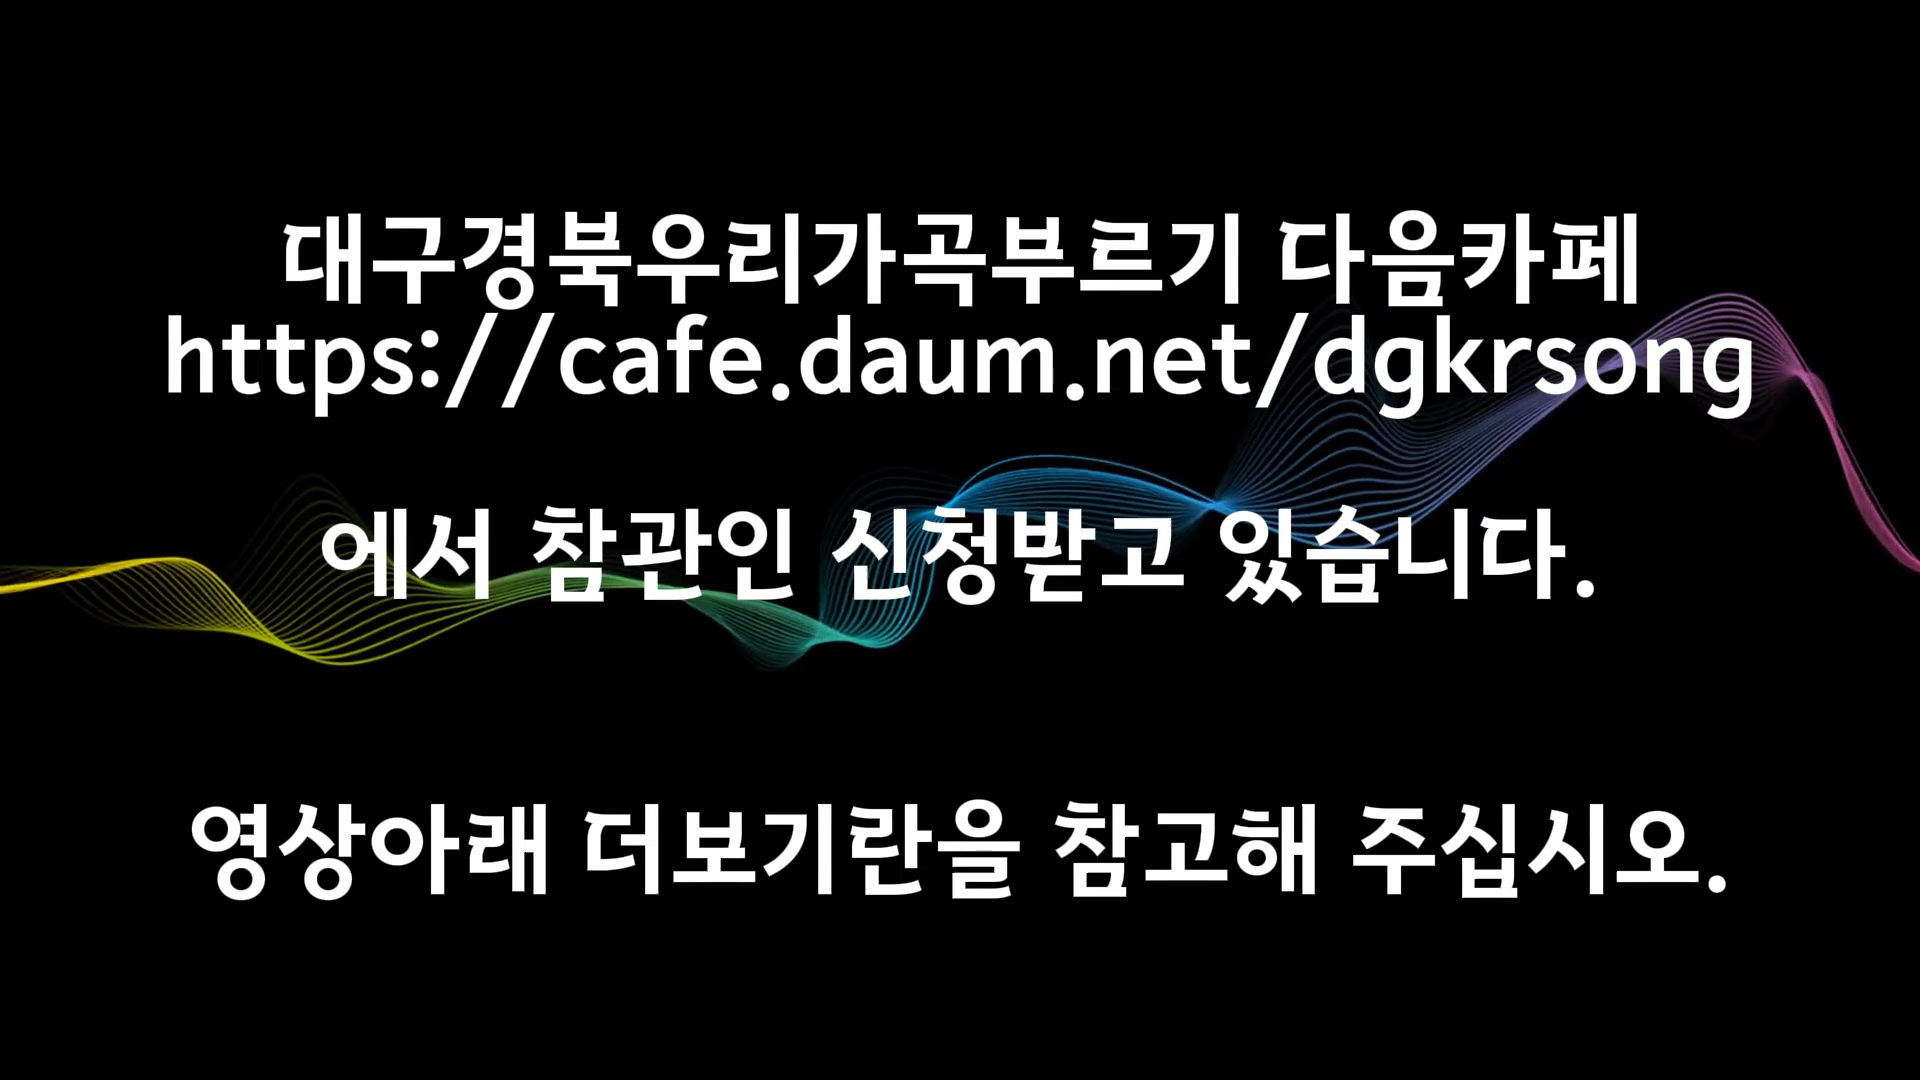 대구경북우리가곡부르기 다음카페
https://cafe.daum.net/dgkrsong
에서 참관인 신청받고 있습니다.
영상아래 더보기란을 참고해 주십시오.